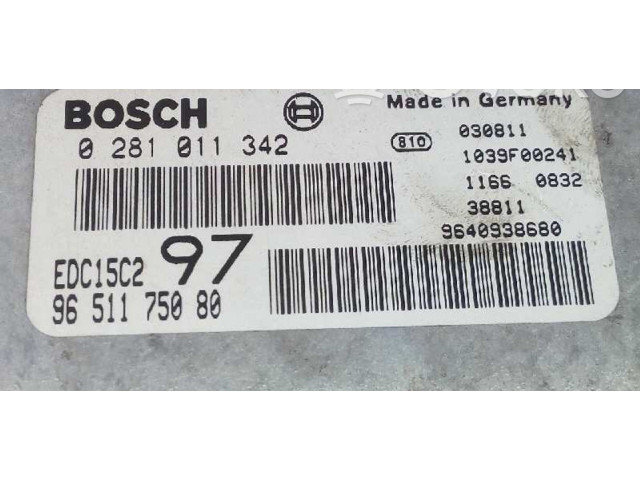 BOSCH
Made in Germany
0 281 011 342
810
030811
1039F00241
1166 0832
38811
9640938680
EDC15C2 97
96 511 750 80